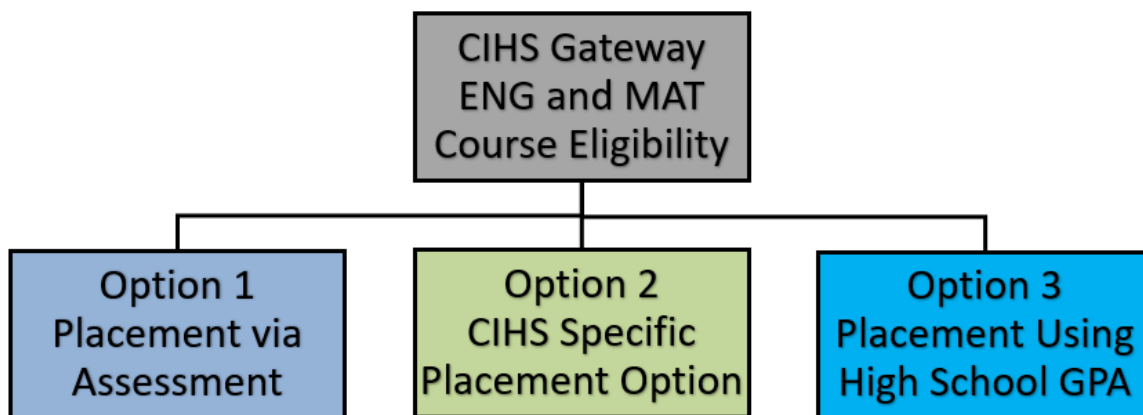 CIHS Gateway
ENG and MAT
Course Eligibility
Option 1
Placement via
Assessment
Option 2
CIHS Specific
Placement Option
Option 3
Placement Using
High School GPA